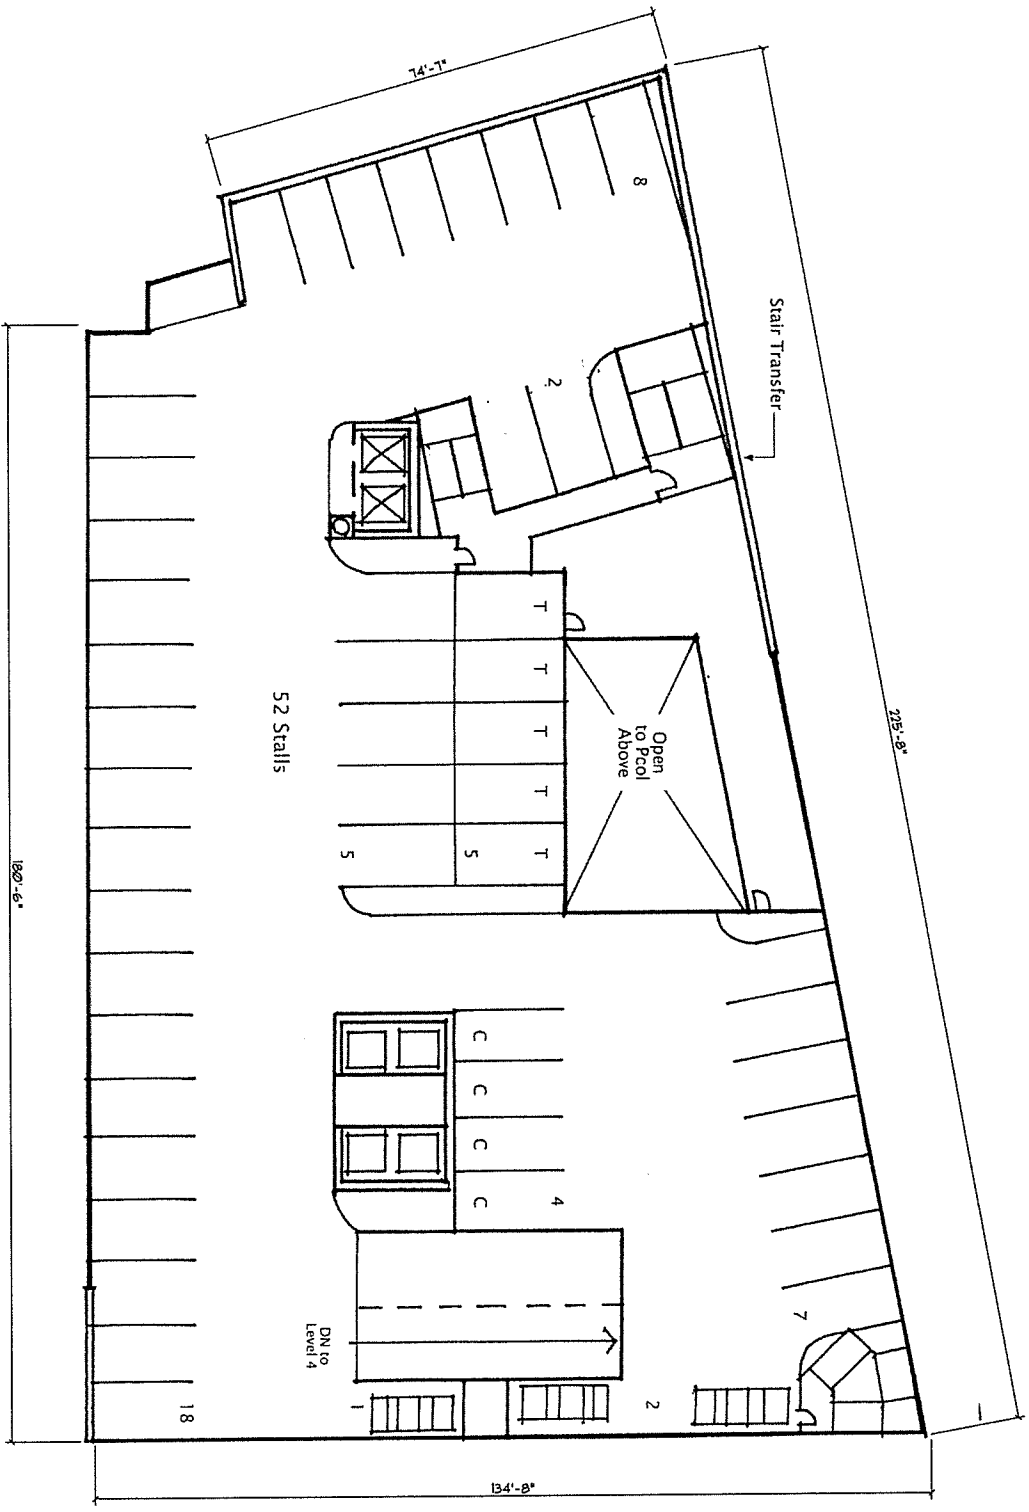 74'-7"
8
Stair Transfer
2
T
T
T
T
T
52 Stalls
Open
to Pcol
Above
225'-8"
5
5
180'-6"
C
C
C
C
4
7
DN to
Level 4
18
1
2
134'-8"